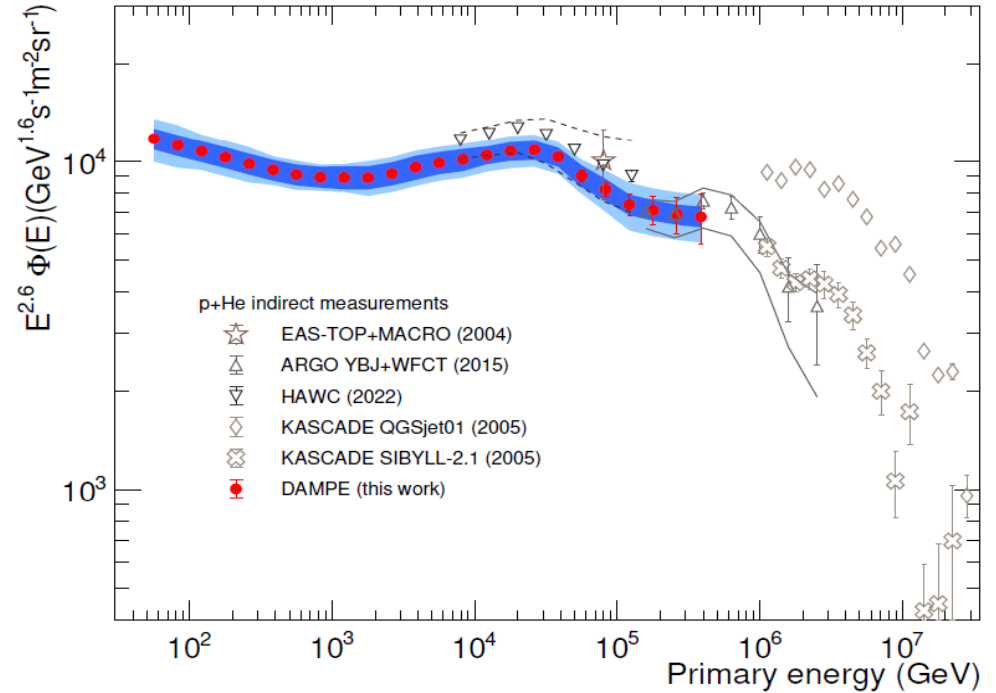 E^2.6 Φ(E)(GeV^1.6s^-1m^-2sr^-1)
10^4
10^3
p+He indirect measurements
EAS-TOP+MACRO (2004)
ARGO YBJ+WFCT (2015)
HAWC (2022)
KASCADE QGSjet01 (2005)
KASCADE SIBYLL-2.1 (2005)
DAMPE (this work)
10^2
10^3
10^4
10^5
10^6
10^7
Primary energy (GeV)